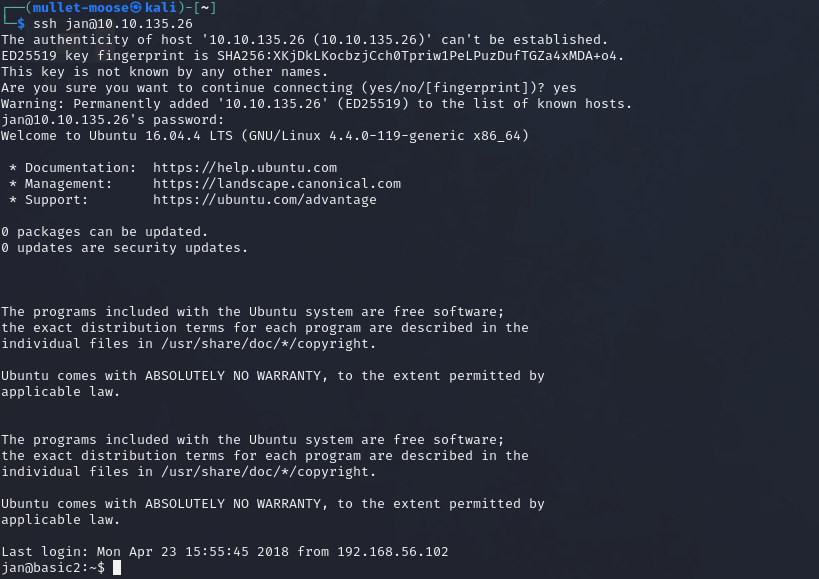 ┌──(mullet-moose㉿kali)-[~]
└─$ ssh jan@10.10.135.26
The authenticity of host '10.10.135.26 (10.10.135.26)' can't be established.
ED25519 key fingerprint is SHA256:XKjDkLKocbzjCch0Tpriw1PeLPuzDufTGZa4xMDA+o4.
This key is not known by any other names.
Are you sure you want to continue connecting (yes/no/[fingerprint])? yes
Warning: Permanently added '10.10.135.26' (ED25519) to the list of known hosts.
jan@10.10.135.26's password:
Welcome to Ubuntu 16.04.4 LTS (GNU/Linux 4.4.0-119-generic x86_64)
 * Documentation:  https://help.ubuntu.com
 * Management:     https://landscape.canonical.com
 * Support:        https://ubuntu.com/advantage
0 packages can be updated.
0 updates are security updates.
The programs included with the Ubuntu system are free software;
the exact distribution terms for each program are described in the
individual files in /usr/share/doc/*/copyright.
Ubuntu comes with ABSOLUTELY NO WARRANTY, to the extent permitted by
applicable law.
The programs included with the Ubuntu system are free software;
the exact distribution terms for each program are described in the
individual files in /usr/share/doc/*/copyright.
Ubuntu comes with ABSOLUTELY NO WARRANTY, to the extent permitted by
applicable law.
Last login: Mon Apr 23 15:55:45 2018 from 192.168.56.102
jan@basic2:~$